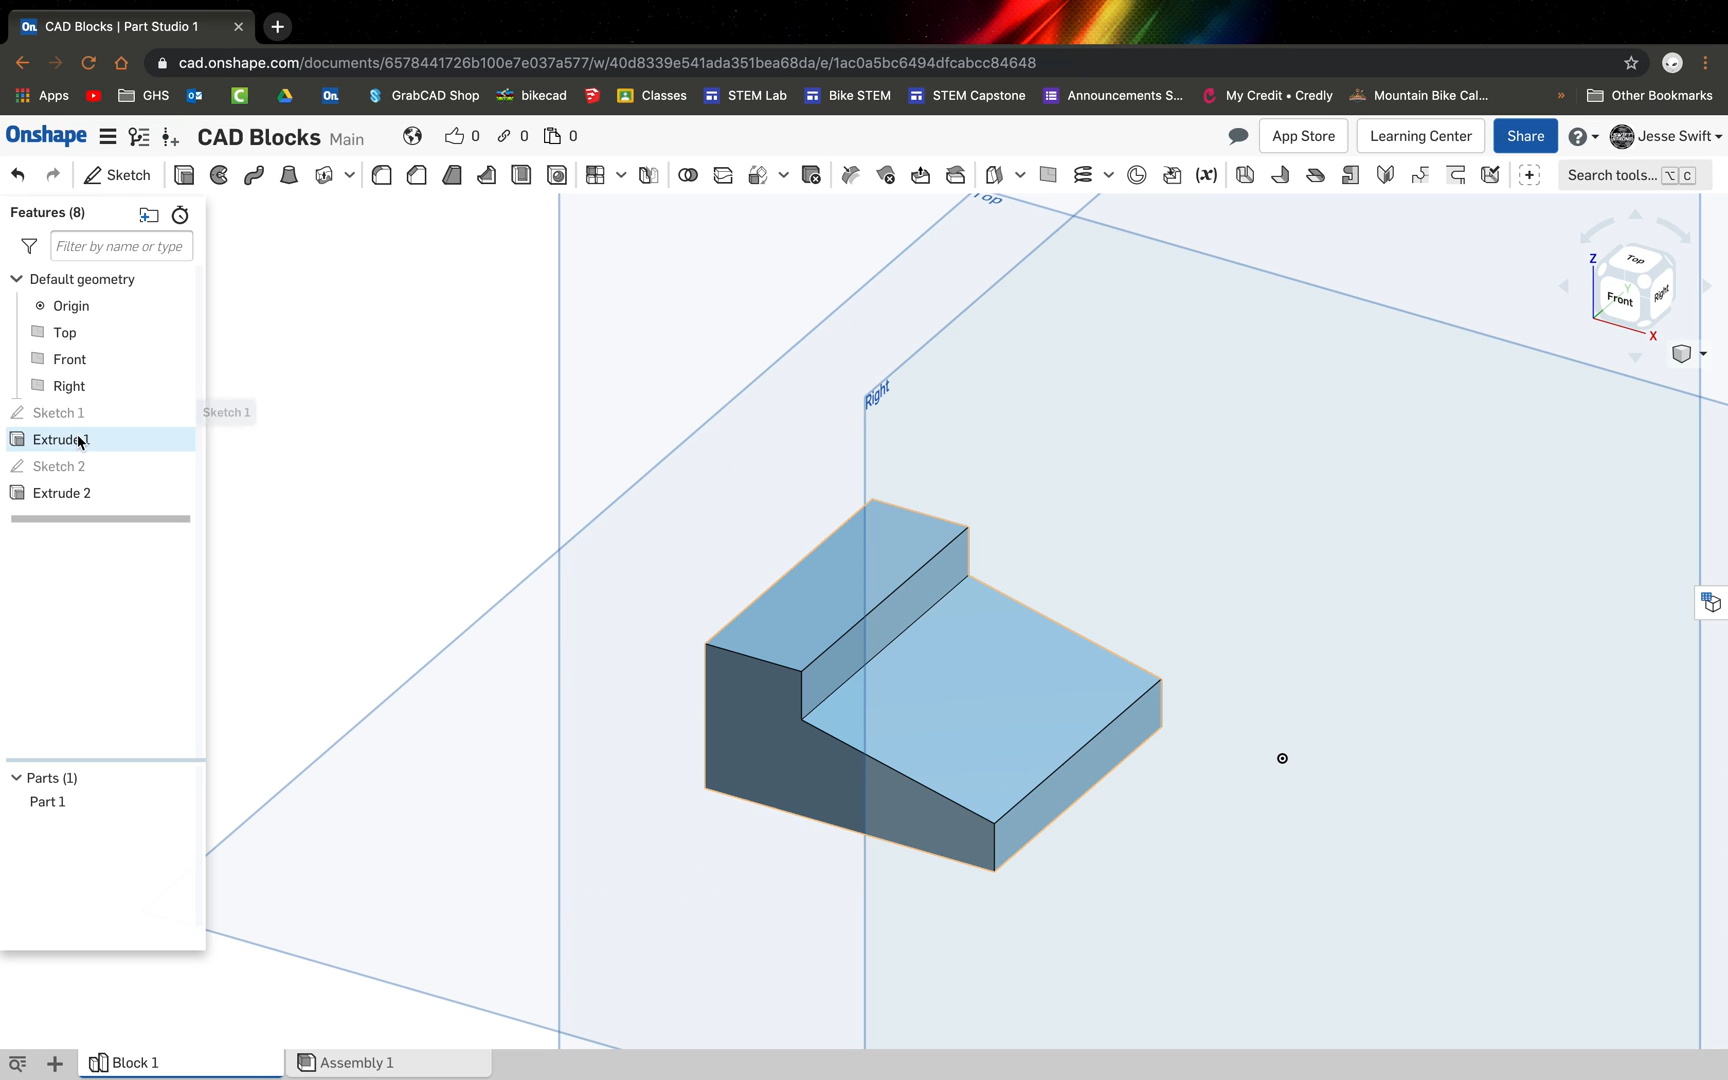 On CAD Blocks | Part Studio 1
cad.onshape.com/documents/6578441726b100e7e037a577/w/40d8339e541ada351bea68da/e/1ac0a5bc6494dfcabcc84648
Apps GHS On GrabCAD Shop bikecad Classes STEM Lab Bike STEM STEM Capstone Announcements S... My Credit • Credly Mountain Bike Cal... » Other Bookmarks
Onshape CAD Blocks Main 0 0 0 App Store Learning Center Share Jesse Swift
Sketch (x) Search tools... ⌥ C
Features (8)
Filter by name or type
Default geometry
Origin
Top
Front
Right
Sketch 1
Sketch 1
Extrude 1
Sketch 2
Extrude 2
Parts (1)
Part 1
Top
Right
Top
Z
Y
Front
Right
X
Block 1 Assembly 1